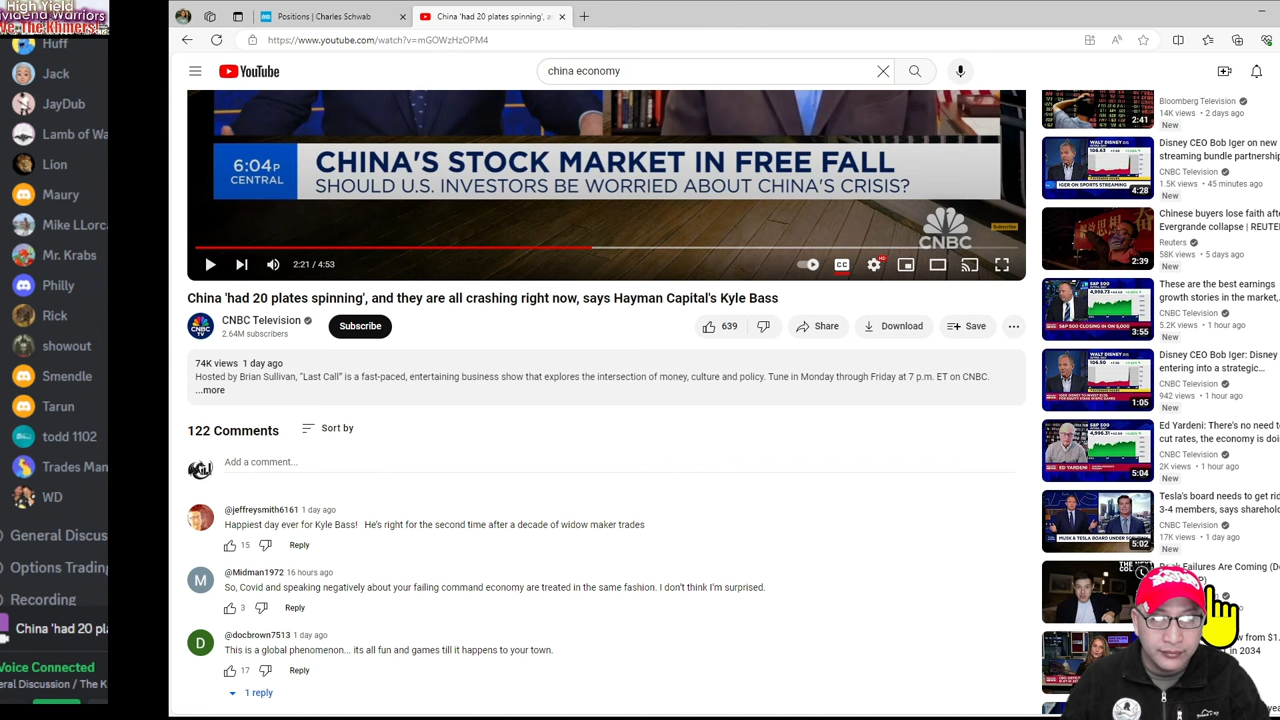 High Yield
Dividend Warriors
We. The Khmers!
Huff
Jack
JayDub
Lamb of Wa
Lion
Maury
Mike LLorc
Mr. Krabs
Philly
Rick
showout
Smendle
Tarun
todd 1102
Trades Man
WD
General Discus
Options Trading
Recording
China 'had 20 pla
Voice Connected
eral Discussion / The K
Positions | Charles Schwab
China 'had 20 plates spinning', a
https://www.youtube.com/watch?v=mGOWzHzOPM4
YouTube
china economy
6:04P
CENTRAL
CHINA'S STOCK MARKET IN FREE FALL
SHOULD U.S. INVESTORS BE WORRIED ABOUT CHINA'S CRISIS?
CNBC
Subscribe
2:21 / 4:53
CC
HD
China 'had 20 plates spinning', and they are all crashing right now, says Hayman Capital's Kyle Bass
CNBC Television
2.64M subscribers
Subscribe
639
Share
Download
Save
74K views 1 day ago
Hosted by Brian Sullivan, "Last Call" is a fast-paced, entertaining business show that explores the intersection of money, culture and policy. Tune in Monday through Friday at 7 p.m. ET on CNBC.
...more
122 Comments
Sort by
Add a comment...
@jeffreysmith6161 1 day ago
Happiest day ever for Kyle Bass! He's right for the second time after a decade of widow maker trades
15
Reply
M
@Midman1972 16 hours ago
So, Covid and speaking negatively about your failing command economy are treated in the same fashion. I don't think I'm surprised.
3
Reply
D
@docbrown7513 1 day ago
This is a global phenomenon... its all fun and games till it happens to your town.
17
Reply
1 reply
2:41
Bloomberg Television
14K views • 2 days ago
New
4:28
Disney CEO Bob Iger on new
streaming bundle partnership
CNBC Television
1.5K views • 45 minutes ago
New
2:39
Chinese buyers lose faith afte
Evergrande collapse | REUTE
Reuters
58K views • 5 days ago
New
3:55
These are the best earnings
growth stories in the market,
CNBC Television
5.2K views • 1 hour ago
New
1:05
Disney CEO Bob Iger: Disney
entering into a strategic...
CNBC Television
942 views • 1 hour ago
New
5:04
Ed Yardeni: There's no need t
cut rates, the economy is doi
CNBC Television
2K views • 1 hour ago
New
5:02
Tesla's board needs to get rid
3-4 members, says shareho
CNBC Television
17K views • 1 day ago
New
Failures Are Coming (De
w from $1.
in 2034